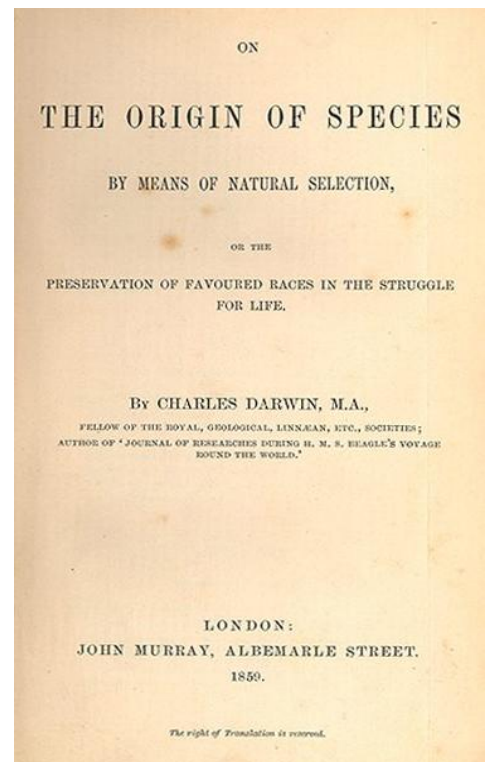 ON
THE ORIGIN OF SPECIES
BY MEANS OF NATURAL SELECTION,
OR THE
PRESERVATION OF FAVOURED RACES IN THE STRUGGLE
FOR LIFE.
By CHARLES DARWIN, M.A.,
FELLOW OF THE ROYAL, GEOLOGICAL, LINNÆAN, ETC., SOCIETIES;
AUTHOR OF ‘JOURNAL OF RESEARCHES DURING H. M. S. BEAGLE’S VOYAGE
ROUND THE WORLD.’
LONDON:
JOHN MURRAY, ALBEMARLE STREET.
1859.
The right of Translation is reserved.